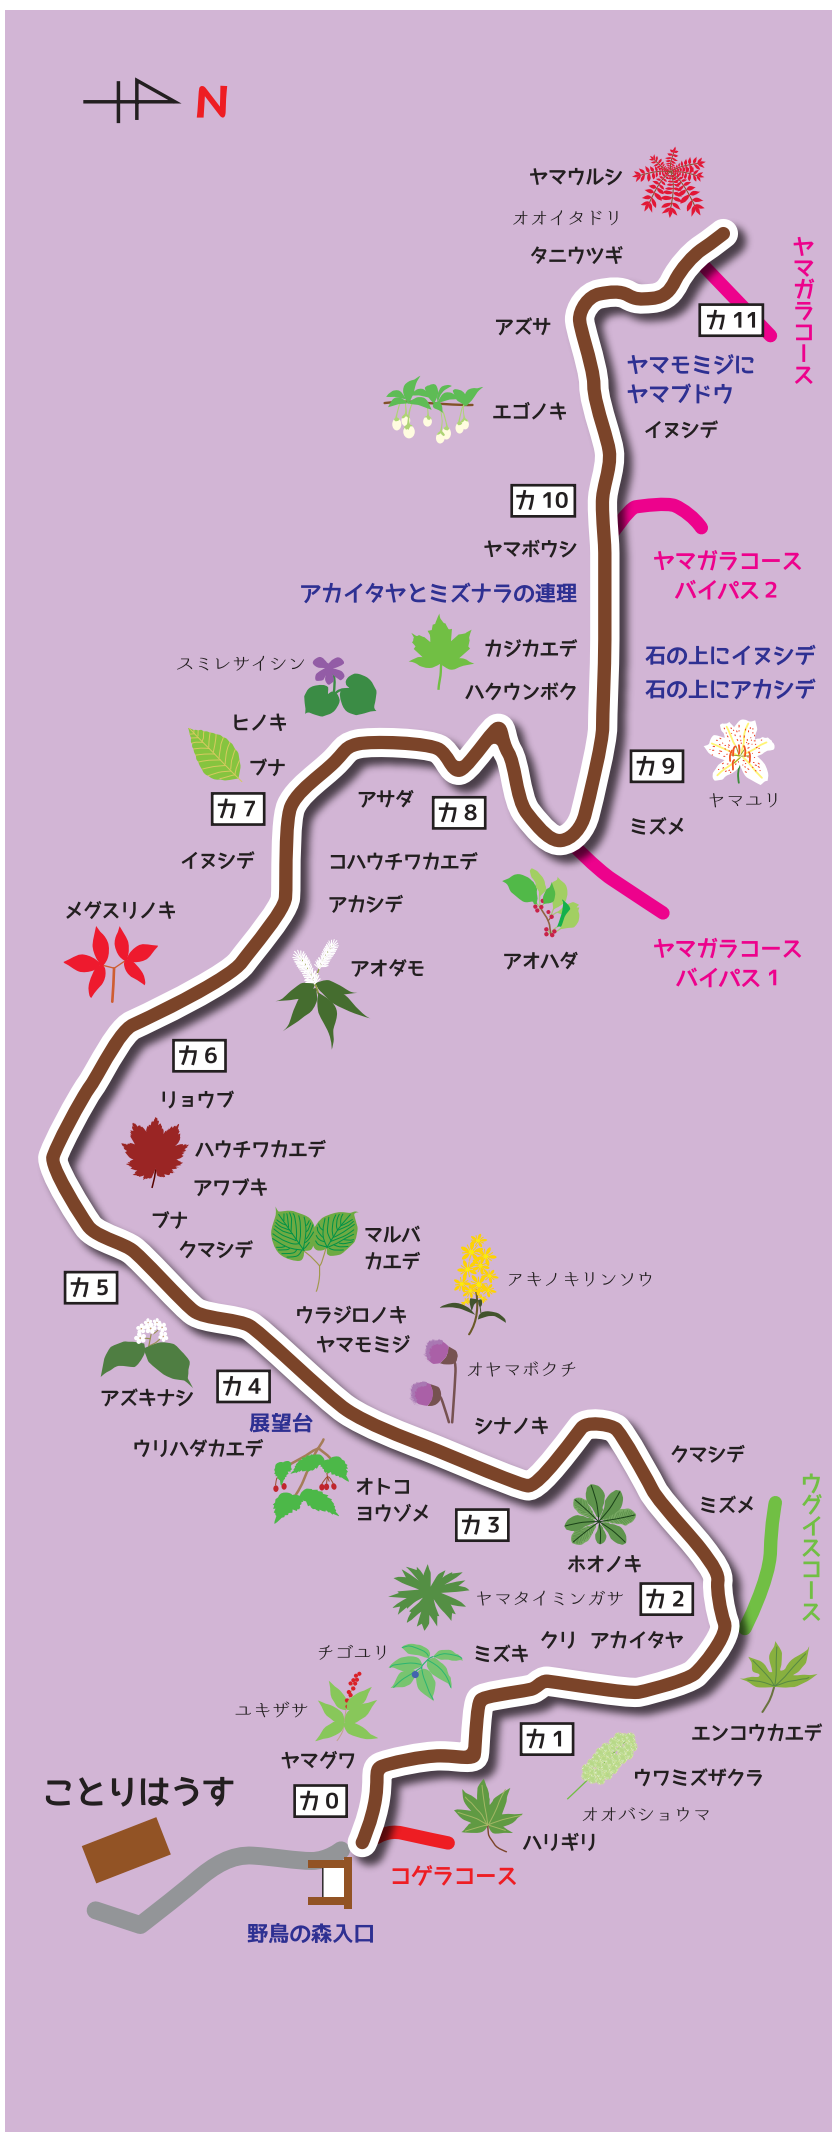 N
ヤマウルシ
オオイタドリ
タニウツギ
ヤマガラコース
カ 11
アズサ
ヤマモミジに
ヤマブドウ
エゴノキ
イヌシデ
カ 10
ヤマボウシ
ヤマガラコース
バイパス 2
アカイタヤとミズナラの連理
カジカエデ
ハクウンボク
石の上にイヌシデ
石の上にアカシデ
スミレサイシン
ヒノキ
ブナ
カ 9
ヤマユリ
カ 7
アサダ
カ 8
ミズメ
イヌシデ
コハウチワカエデ
アカシデ
メグスリノキ
アオダモ
アオハダ
ヤマガラコース
バイパス 1
カ 6
リョウブ
ハウチワカエデ
アワブキ
ブナ
クマシデ
マルバ
カエデ
カ 5
アキノキリンソウ
ウラジロノキ
ヤマモミジ
オヤマボクチ
アズキナシ
カ 4
展望台
シナノキ
ウリハダカエデ
クマシデ
オトコ
ヨウゾメ
カ 3
ミズメ
ウグイスコース
ホオノキ
ヤマタイミンガサ
カ 2
チゴユリ
ミズキ
クリ
アカイタヤ
ユキザサ
エンコウカエデ
カ 1
ヤマグワ
ウワミズザクラ
カ 0
オオバショウマ
ことりはうす
ハリギリ
コゲラコース
野鳥の森入口